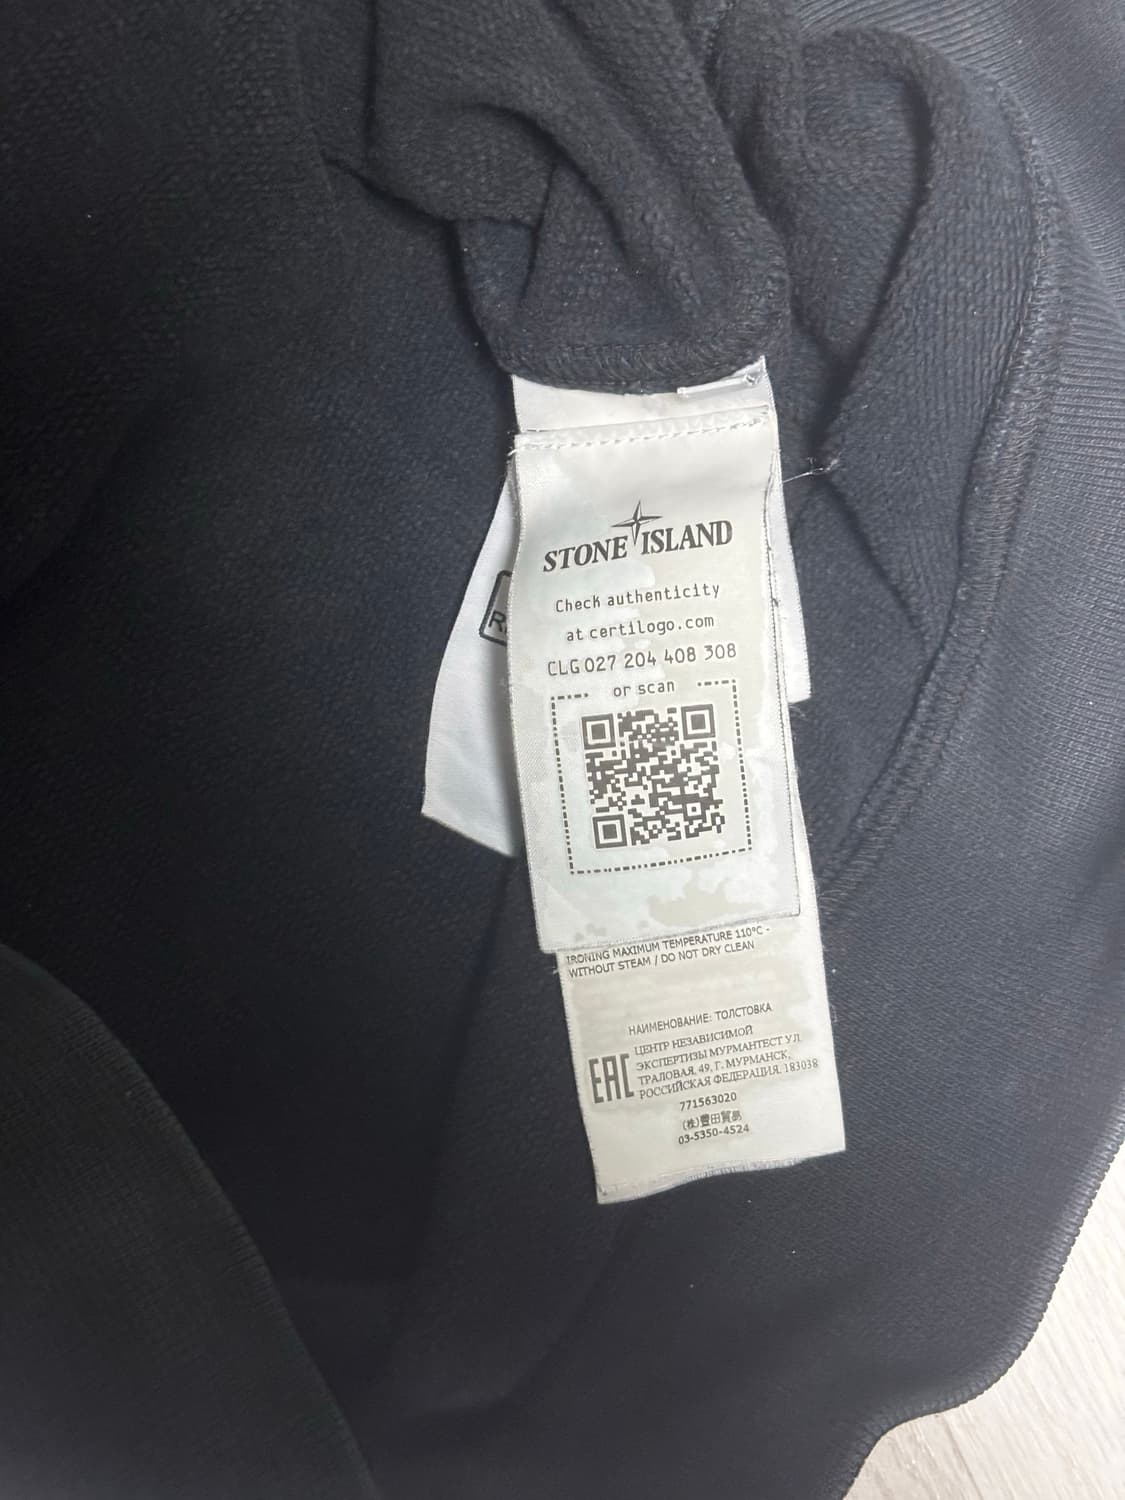 STONE ISLAND
Check authenticity
at certilogo.com
CLG 027 204 408 308
or scan
IRONING MAXIMUM TEMPERATURE 110°C -
WITHOUT STEAM / DO NOT DRY CLEAN
НАИМЕНОВАНИЕ: ТОЛСТОВКА
EAC
ЦЕНТР НЕЗАВИСИМОЙ
ЭКСПЕРТИЗЫ МУРМАНТЕСТ УЛ.
ТРАЛОВАЯ, 49, Г. МУРМАНСК,
РОССИЙСКАЯ ФЕДЕРАЦИЯ, 183038
771563020
(株)豊田貿易
03-5350-4524